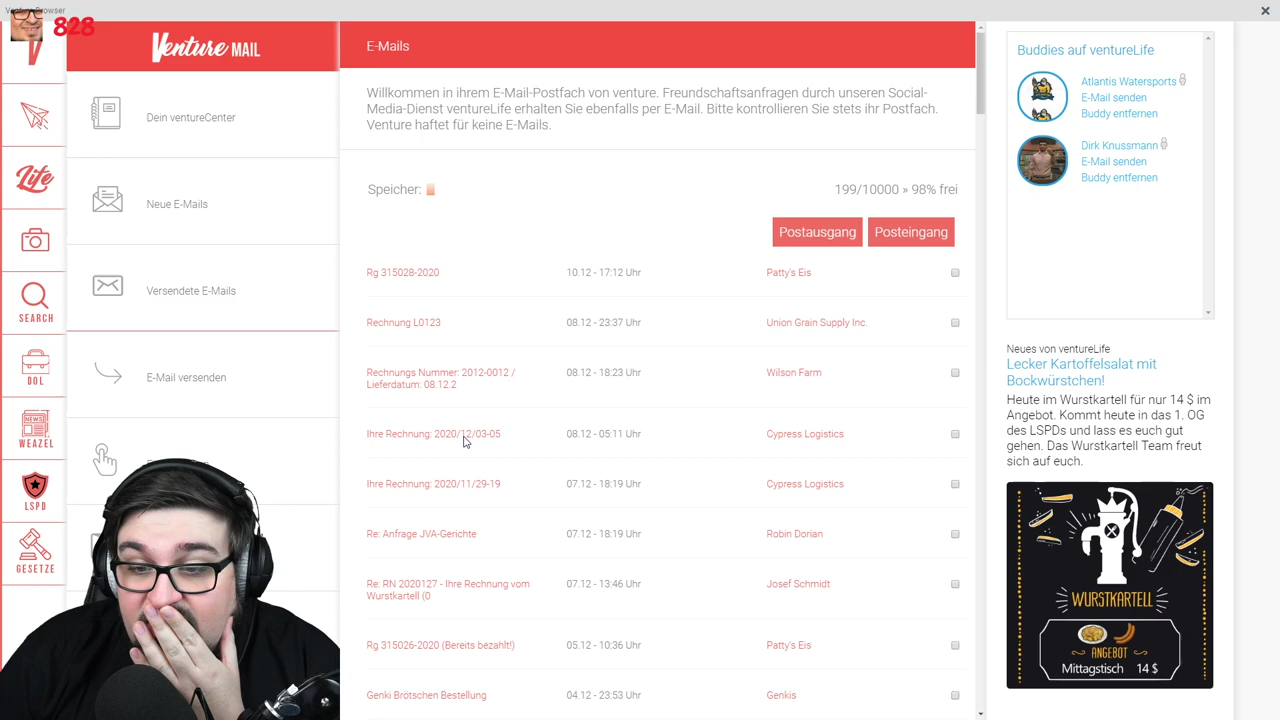 828
Venture MAIL
Dein ventureCenter
Neue E-Mails
Versendete E-Mails
E-Mail versenden
Life
SEARCH
DOL
NEWS
WEAZEL
LSPD
GESETZE
E-Mails
Willkommen in ihrem E-Mail-Postfach von venture. Freundschaftsanfragen durch unseren Social-
Media-Dienst ventureLife erhalten Sie ebenfalls per E-Mail. Bitte kontrollieren Sie stets ihr Postfach.
Venture haftet für keine E-Mails.
Speicher: 199/10000 » 98% frei
Postausgang Posteingang
Rg 315028-2020 10.12 - 17:12 Uhr Patty's Eis
Rechnung L0123 08.12 - 23:37 Uhr Union Grain Supply Inc.
Rechnungs Nummer: 2012-0012 / 08.12 - 18:23 Uhr Wilson Farm
Lieferdatum: 08.12.2
Ihre Rechnung: 2020/12/03-05 08.12 - 05:11 Uhr Cypress Logistics
Ihre Rechnung: 2020/11/29-19 07.12 - 18:19 Uhr Cypress Logistics
Re: Anfrage JVA-Gerichte 07.12 - 18:19 Uhr Robin Dorian
Re: RN 2020127 - Ihre Rechnung vom 07.12 - 13:46 Uhr Josef Schmidt
Wurstkartell (0
Rg 315026-2020 (Bereits bezahlt!) 05.12 - 10:36 Uhr Patty's Eis
Genki Brötschen Bestellung 04.12 - 23:53 Uhr Genkis
Buddies auf ventureLife
Atlantis Watersports
E-Mail senden
Buddy entfernen
Dirk Knussmann
E-Mail senden
Buddy entfernen
Neues von ventureLife
Lecker Kartoffelsalat mit
Bockwürstchen!
Heute im Wurstkartell für nur 14 $ im
Angebot. Kommt heute in das 1. OG
des LSPDs und lass es euch gut
gehen. Das Wurstkartell Team freut
sich auf euch.
WURSTKARTELL
ANGEBOT
Mittagstisch 14 $